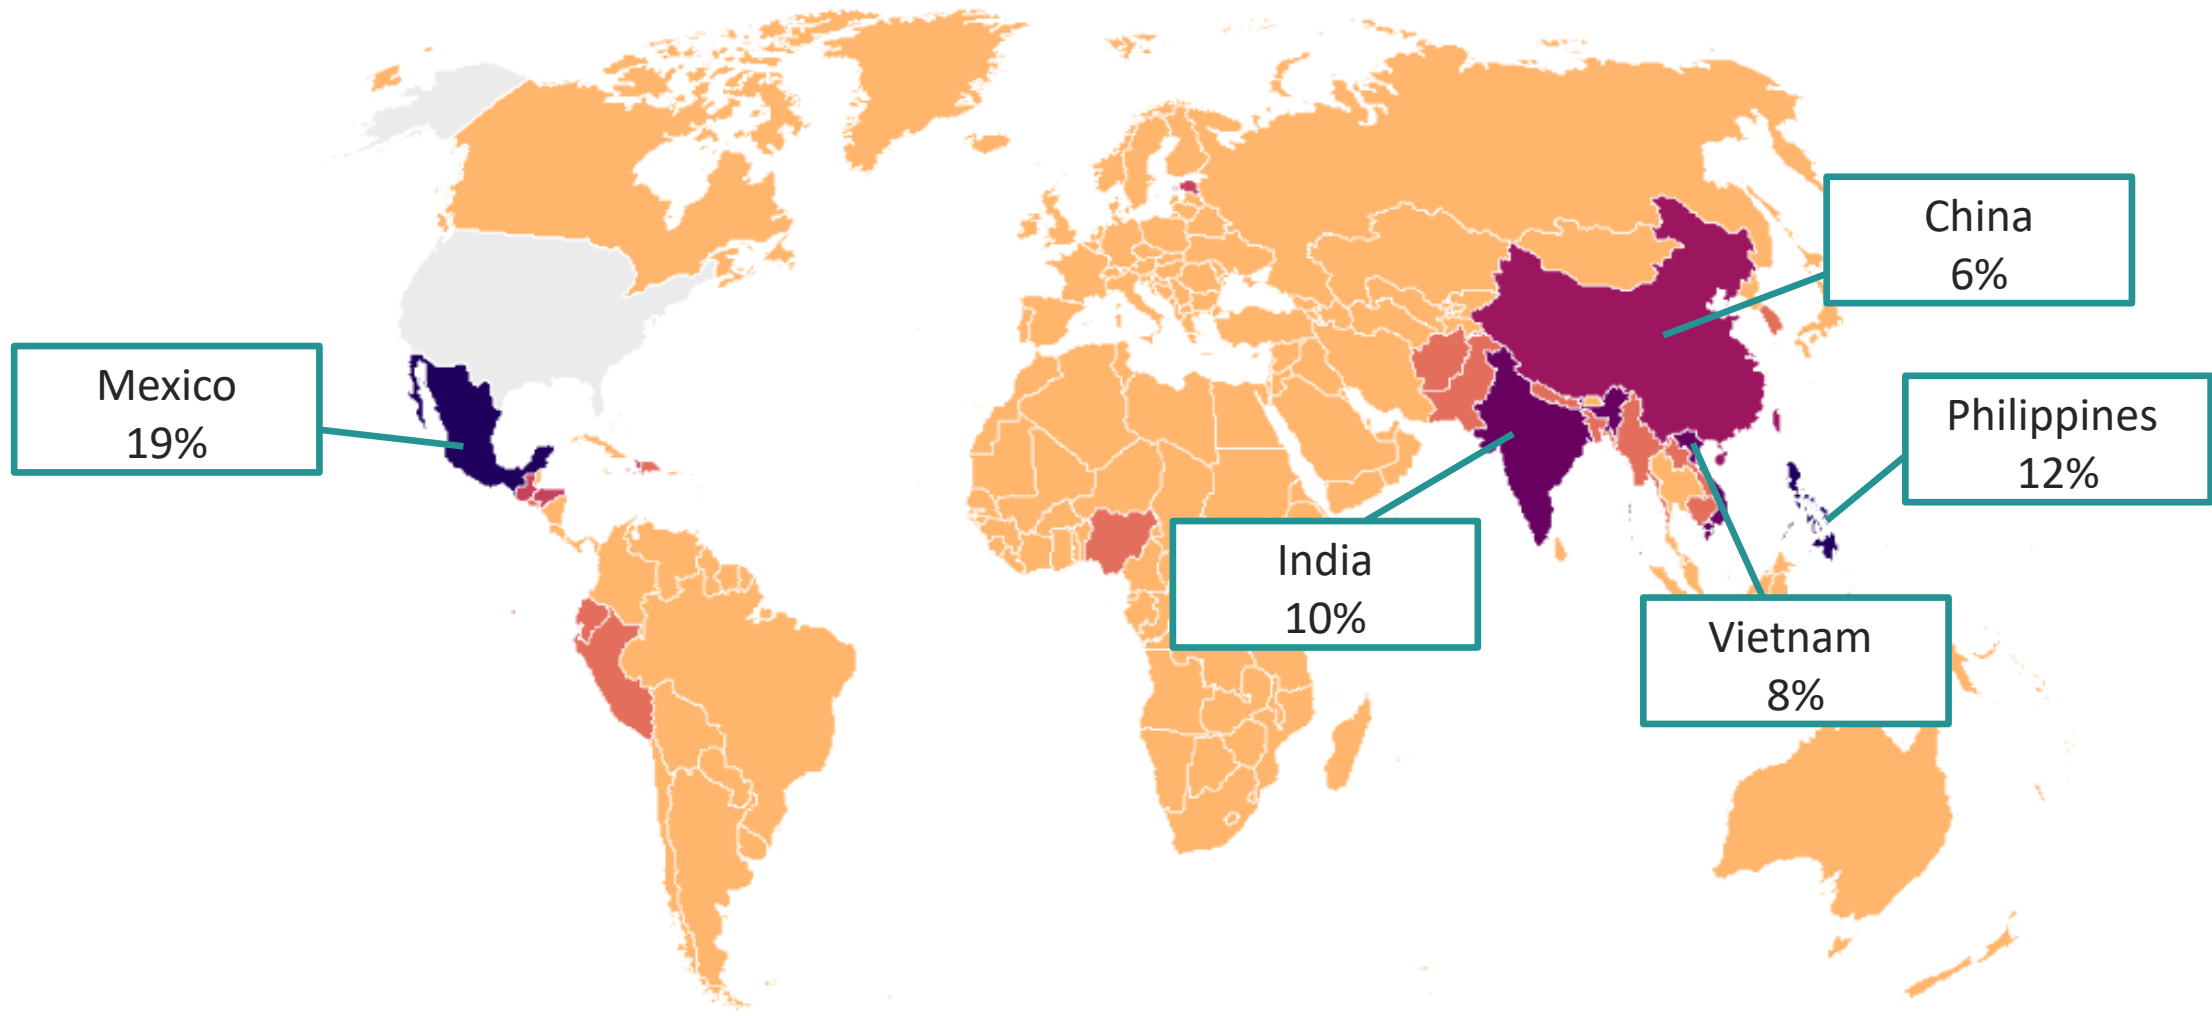 China
6%
Mexico
19%
Philippines
12%
India
10%
Vietnam
8%